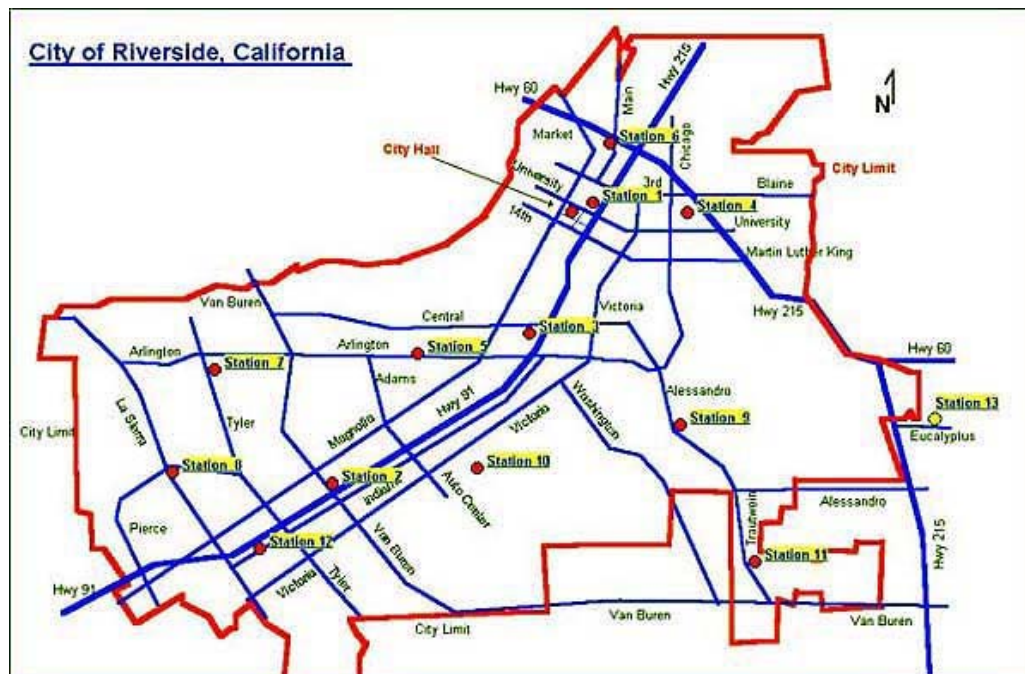 City of Riverside, California
N
Hwy 60
Hwy 215
Main
Market
Station 6
Chicago
City Hall
City Limit
University
3rd
Blaine
Station 1
Station 4
14th
University
Martin Luther King
Van Buren
Central
Victoria
Hwy 215
Station 3
Arlington
Arlington
Station 5
Station 7
Adams
Hwy 91
Alessandro
Washington
Hwy 60
Station 13
Eucalyplus
La Sierra
Tyler
Magnolia
Victoria
Station 9
City Limit
Station 8
Station 2
Station 10
Indiana
Auto Center
Alessandro
Pierce
Van Buren
Trautwein
Hwy 215
Station 12
Station 11
Hwy 91
Victoria
Tyler
City Limit
Van Buren
Van Buren